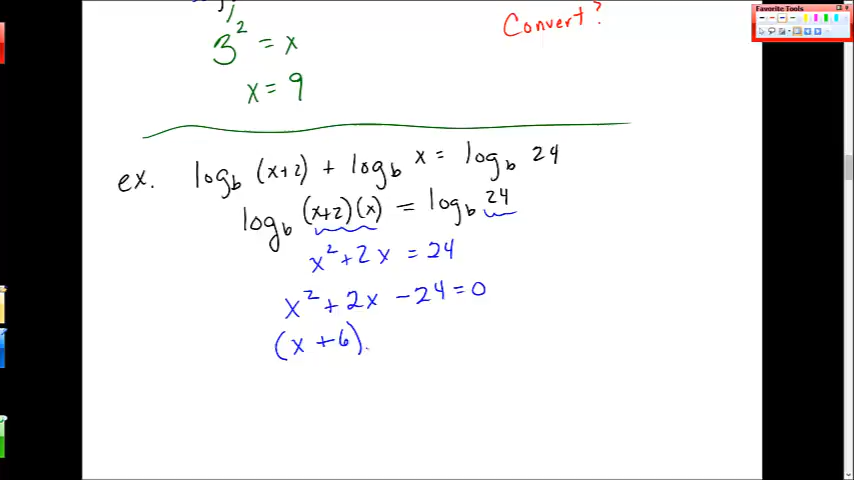 3² = x
Convert?
x = 9
ex. log_b (x+2) + log_b x = log_b 24
log_b (x+2)(x) = log_b 24
x² + 2x = 24
x² + 2x - 24 = 0
(x + 6)
Favorite Tools